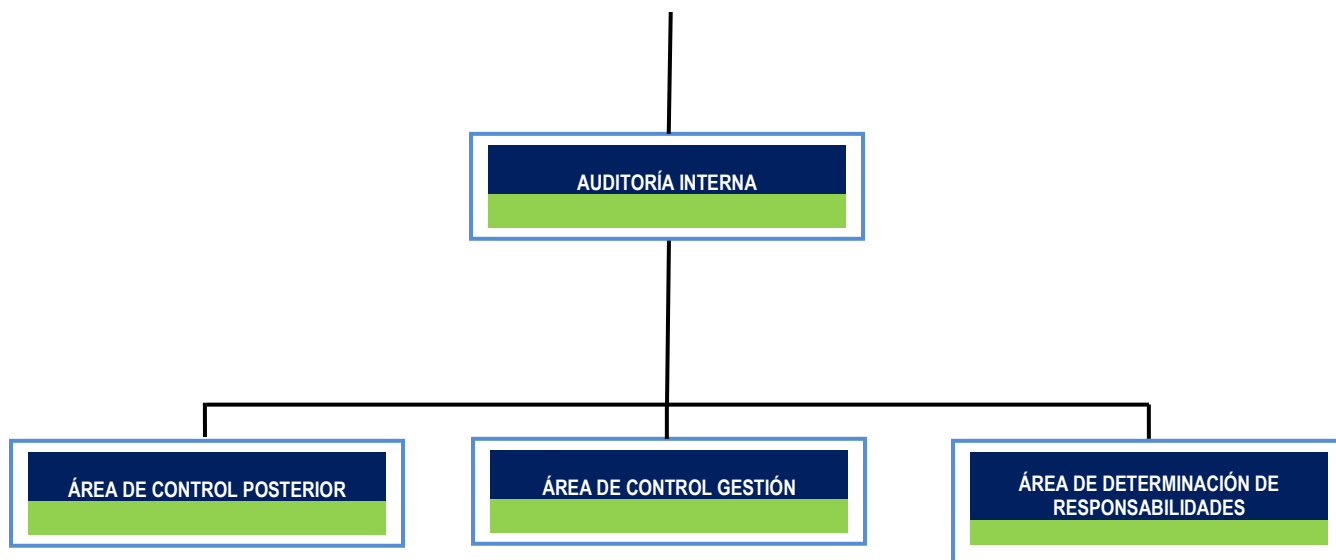 AUDITORÍA INTERNA
ÁREA DE CONTROL POSTERIOR
ÁREA DE CONTROL GESTIÓN
ÁREA DE DETERMINACIÓN DE
RESPONSABILIDADES